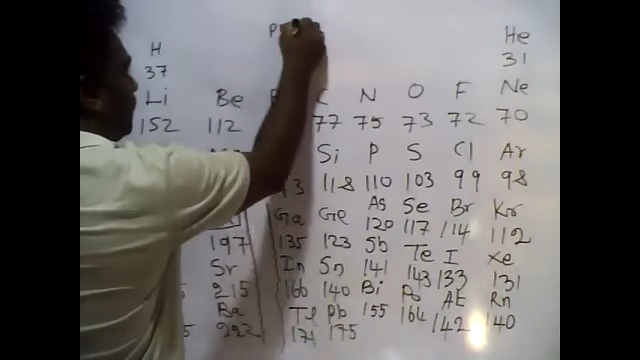 P
H He
37 31
Li Be C N O F Ne
152 112 77 75 73 72 70
Si P S Cl Ar
13 118 110 103 99 98
Ga Ge As Se Br Kr
197 135 123 120 117 114 112
Sr In Sn Sb Te I Xe
215 166 140 141 143 133 131
Ba Tl Pb Bi Po At Rn
222 171 175 155 164 142 140